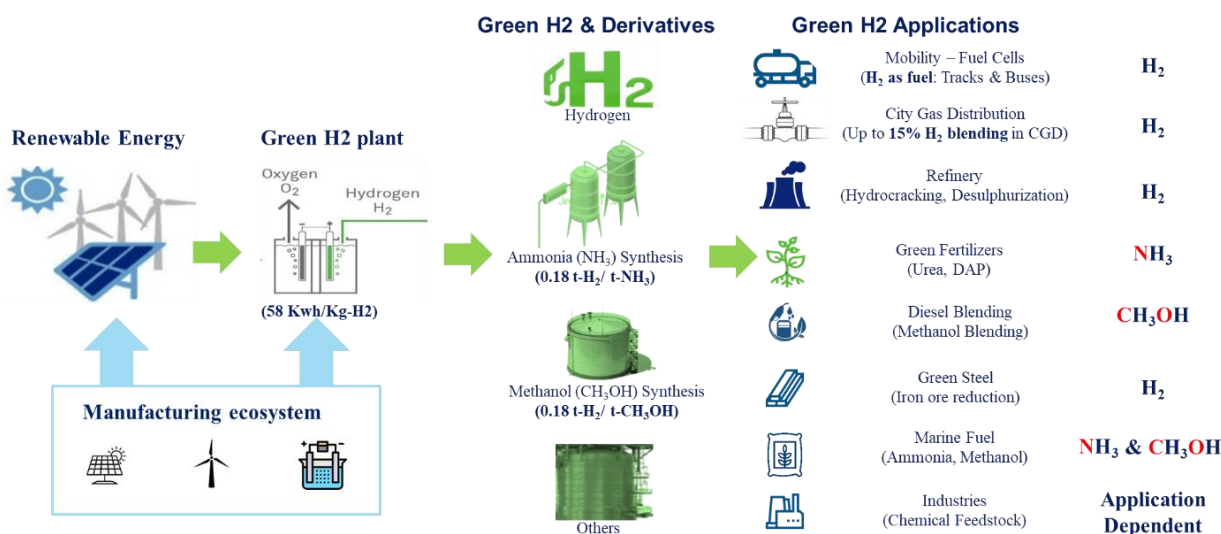 Renewable Energy
Green H2 plant
Oxygen
O₂
Hydrogen
H₂
(58 Kwh/Kg-H2)
Manufacturing ecosystem
Green H2 & Derivatives
H2
Hydrogen
Ammonia (NH₃) Synthesis
(0.18 t-H₂/ t-NH₃)
Methanol (CH₃OH) Synthesis
(0.18 t-H₂/ t-CH₃OH)
Others
Green H2 Applications
Mobility – Fuel Cells
(H₂ as fuel: Tracks & Buses)
H₂
City Gas Distribution
(Up to 15% H₂ blending in CGD)
H₂
Refinery
(Hydrocracking, Desulphurization)
H₂
Green Fertilizers
(Urea, DAP)
NH₃
Diesel Blending
(Methanol Blending)
CH₃OH
Green Steel
(Iron ore reduction)
H₂
Marine Fuel
(Ammonia, Methanol)
NH₃ & CH₃OH
Industries
(Chemical Feedstock)
Application
Dependent